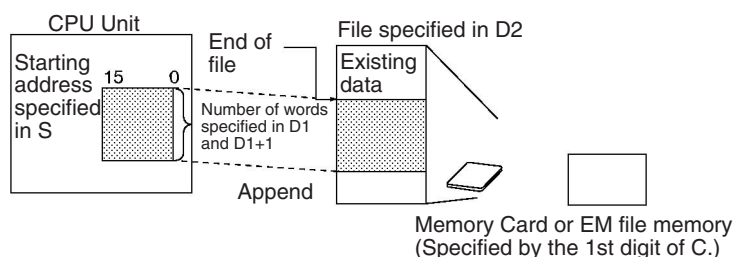 CPU Unit
File specified in D2
End of
file
Existing
data
Starting
address
specified
in S
15 0
Number of words
specified in D1
and D1+1
Append
Memory Card or EM file memory
(Specified by the 1st digit of C.)